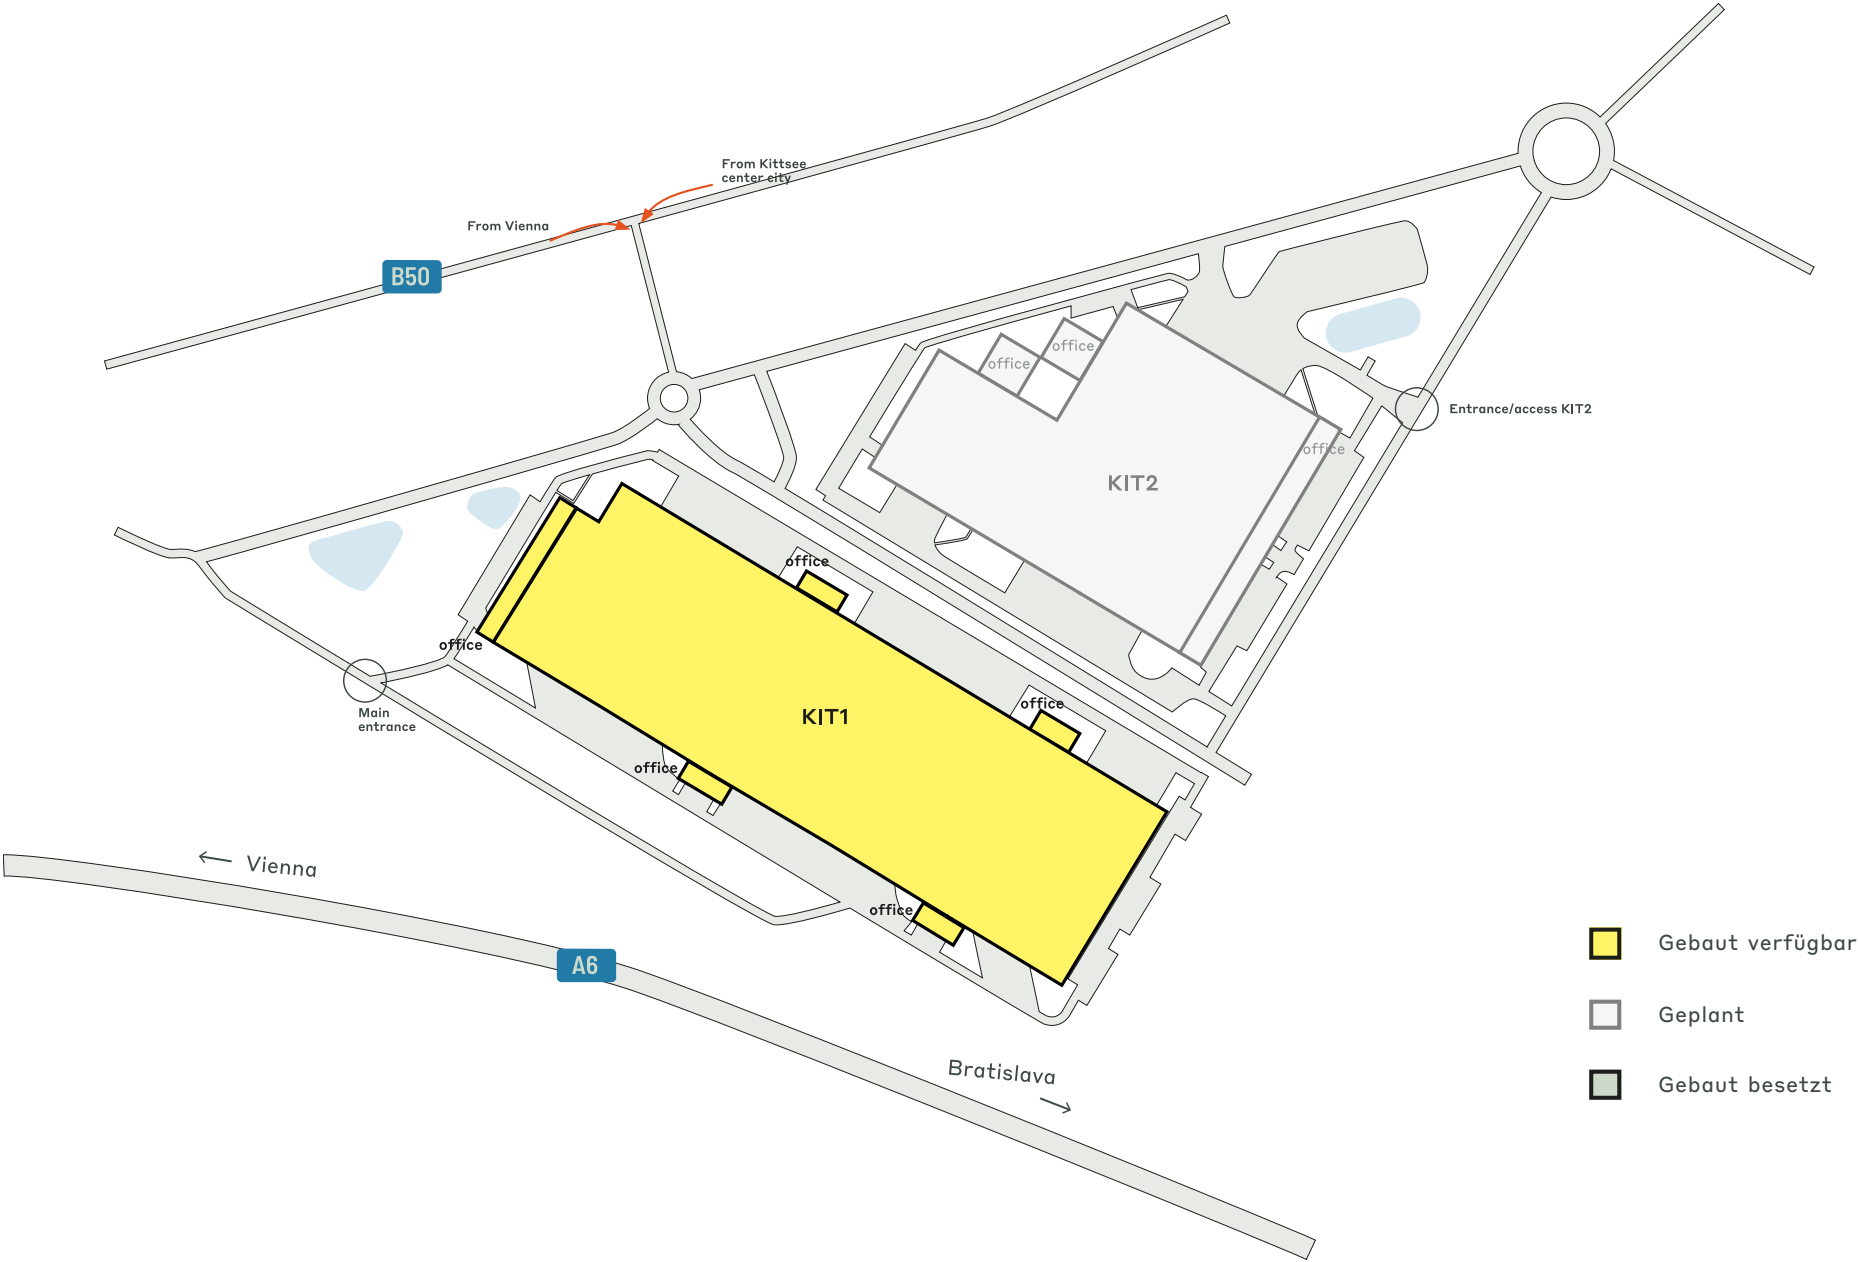 From Kittsee
center city
From Vienna
B50
office
office
Entrance/access KIT2
office
KIT2
office
office
Main
entrance
office
KIT1
office
office
Vienna
A6
Bratislava
Gebaut verfügbar
Geplant
Gebaut besetzt